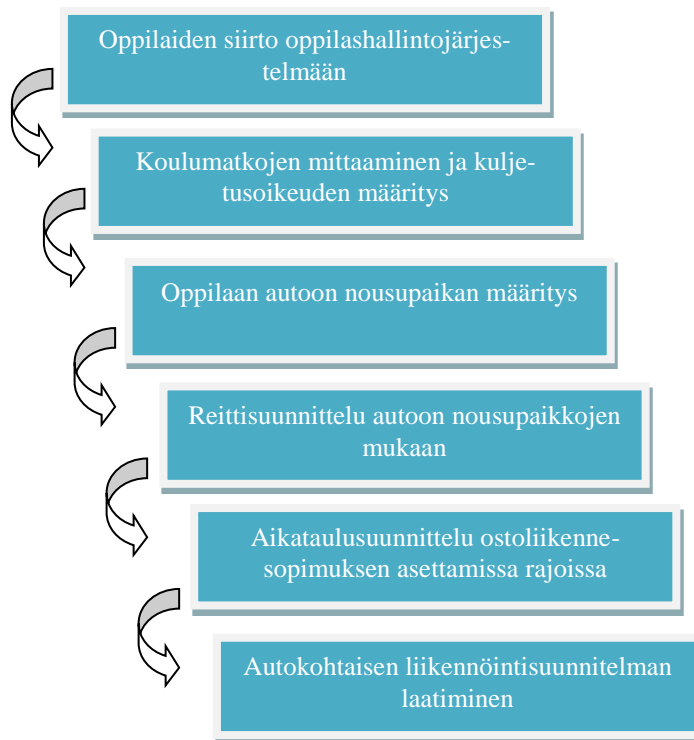 Oppilaiden siirto oppilashallintojärjes-
telmään
Koulumatkojen mittaaminen ja kulje-
tusoikeuden määritys
Oppilaan autoon nousupaikan määritys
Reittisuunnittelu autoon nousupaikkojen
mukaan
Aikataulusuunnittelu ostoliikenne-
sopimuksen asettamissa rajoissa
Autokohtaisen liikennöintisuunnitelman
laatiminen